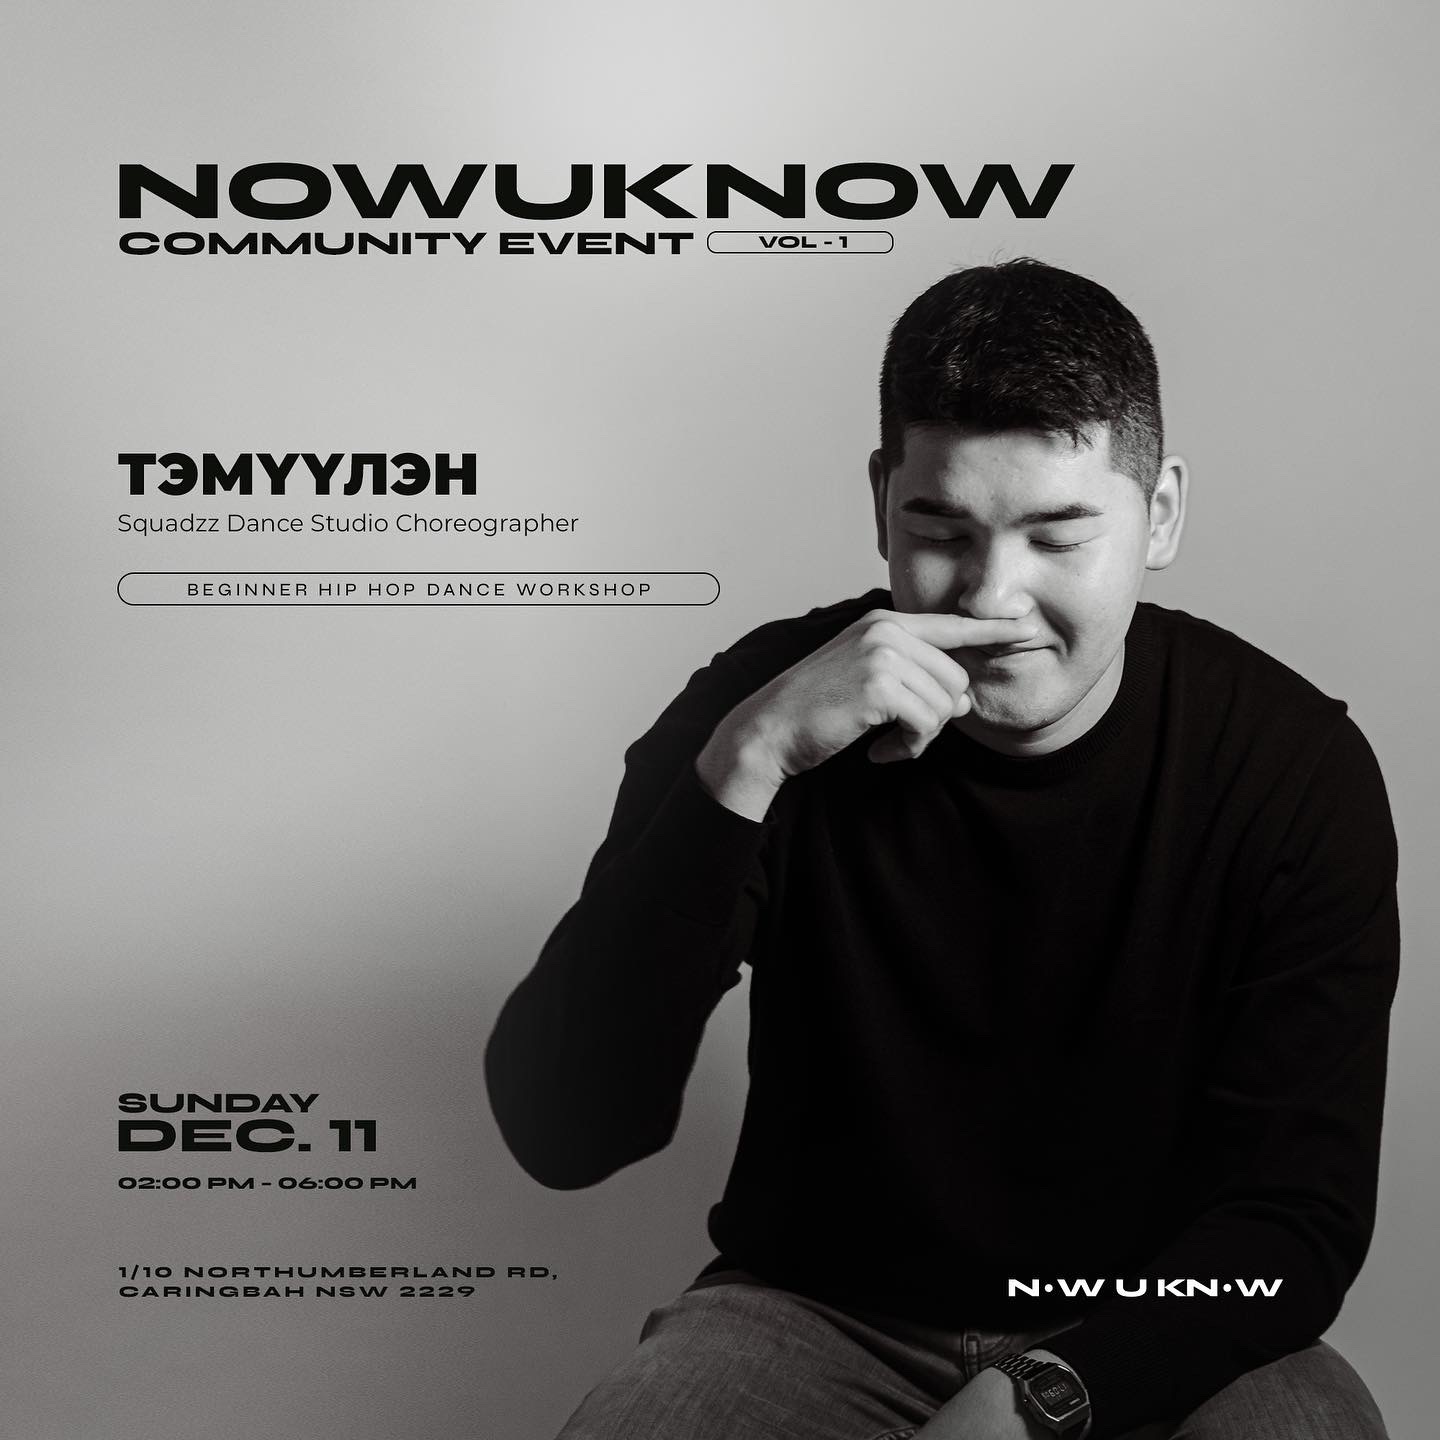 NOWUKNOW
COMMUNITY EVENT VOL - 1
ТЭМҮҮЛЭН
Squadzz Dance Studio Choreographer
BEGINNER HIP HOP DANCE WORKSHOP
SUNDAY
DEC. 11
02:00 PM - 06:00 PM
1/10 NORTHUMBERLAND RD,
CARINGBAH NSW 2229
N•W U KN•W